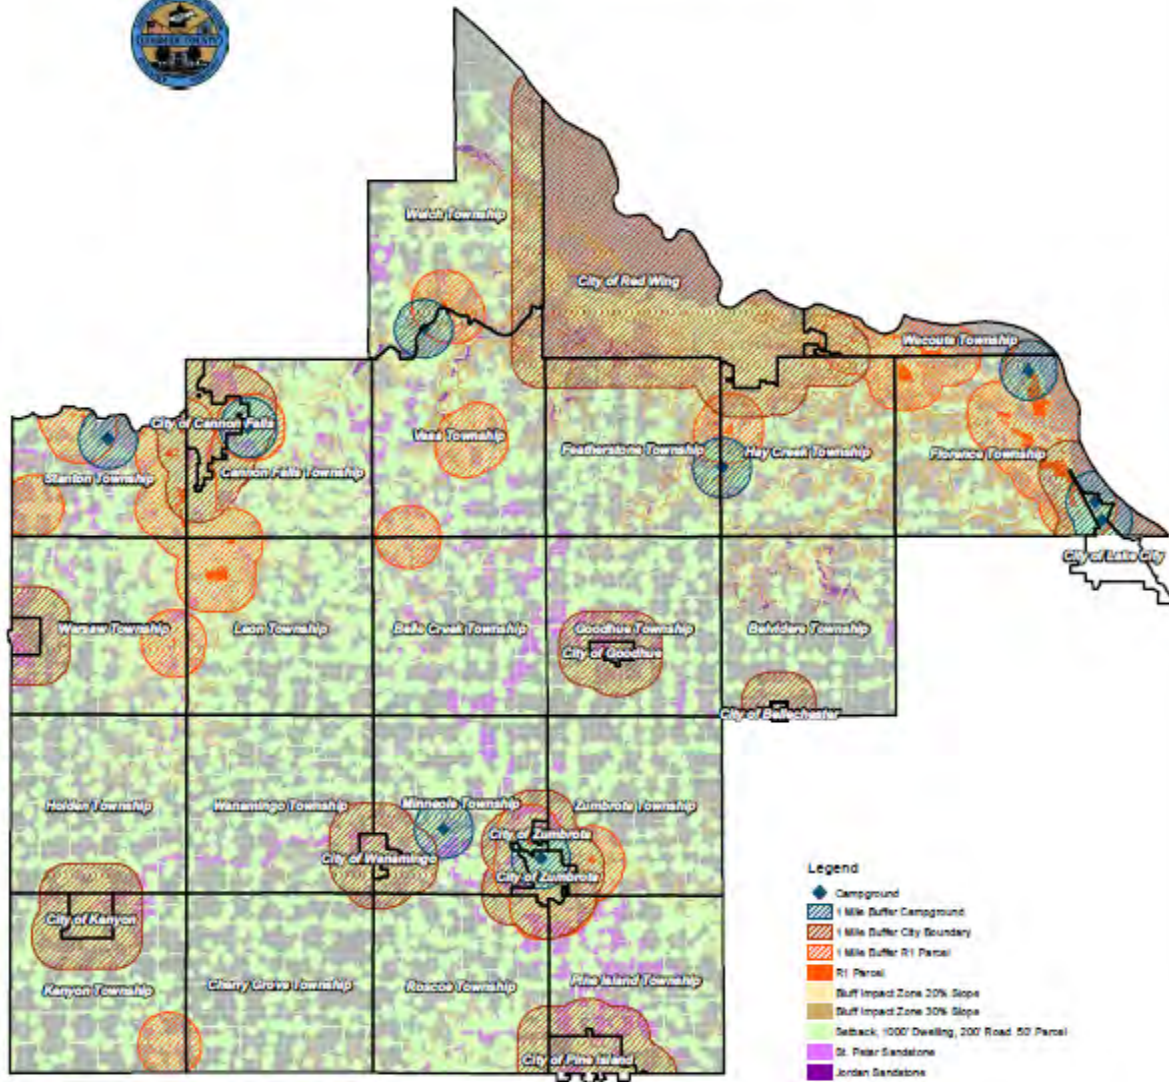 GOODHUE COUNTY
Welch Township
City of Red Wing
Wacouta Township
City of Cannon Falls
Vasa Township
Featherstone Township
Hay Creek Township
Florence Township
Stanton Township
Cannon Falls Township
City of Lake City
Warsaw Township
Leon Township
Belle Creek Township
Goodhue Township
City of Goodhue
Belvidere Township
City of Bellechester
Holden Township
Wanamingo Township
Minneola Township
Zumbrota Township
City of Zumbrota
City of Wanamingo
City of Zumbrota
City of Kenyon
Kenyon Township
Cherry Grove Township
Roscoe Township
Pine Island Township
City of Pine Island
Legend
Campground
1 Mile Buffer Campground
1 Mile Buffer City Boundary
1 Mile Buffer R1 Parcel
R1 Parcel
Bluff Impact Zone 20% Slope
Bluff Impact Zone 30% Slope
Setback, 1000' Dwelling, 200' Road, 50' Parcel
St. Peter Sandstone
Jordan Sandstone